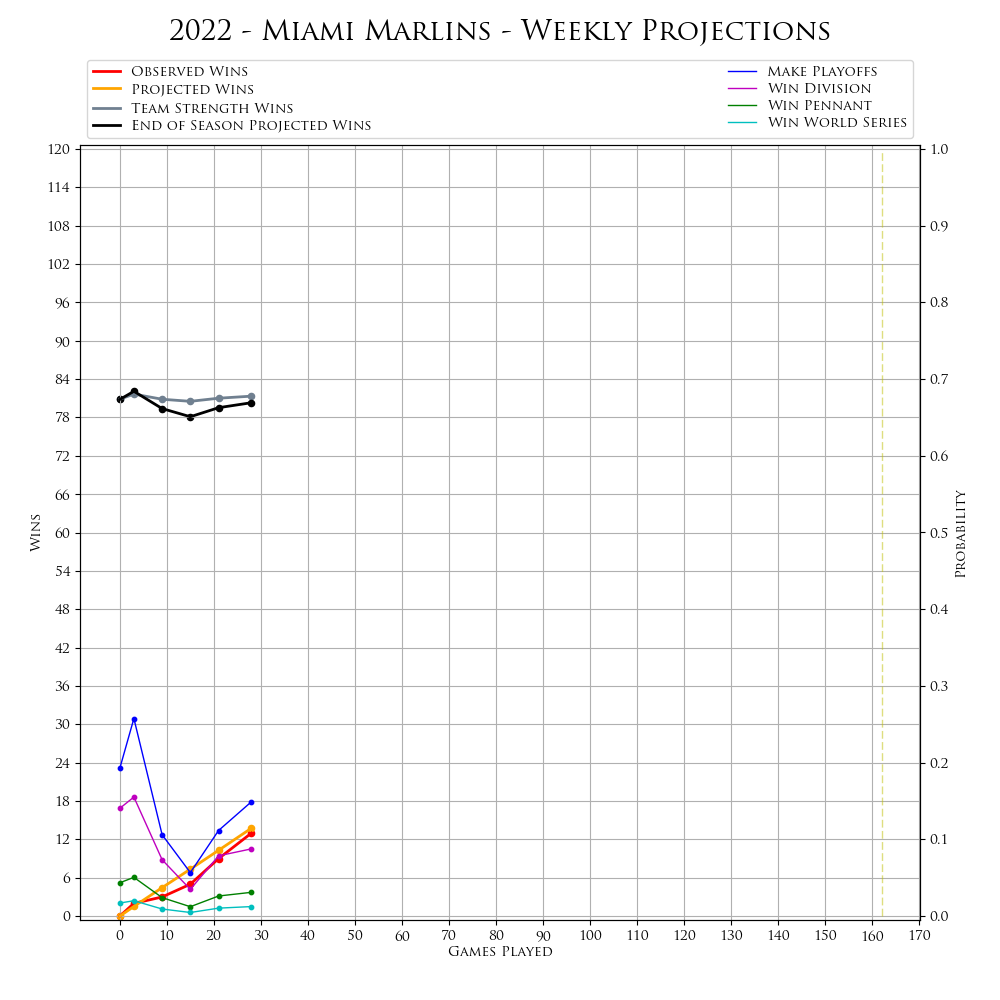 2022 - Miami Marlins - Weekly Projections
Observed Wins
Projected Wins
Team Strength Wins
End of Season Projected Wins
Make Playoffs
Win Division
Win Pennant
Win World Series
120
114
108
102
96
90
84
78
72
66
60
54
48
42
36
30
24
18
12
6
0
Wins
1.0
0.9
0.8
0.7
0.6
0.5
0.4
0.3
0.2
0.1
0.0
Probability
0 10 20 30 40 50 60 70 80 90 100 110 120 130 140 150 160 170
Games Played